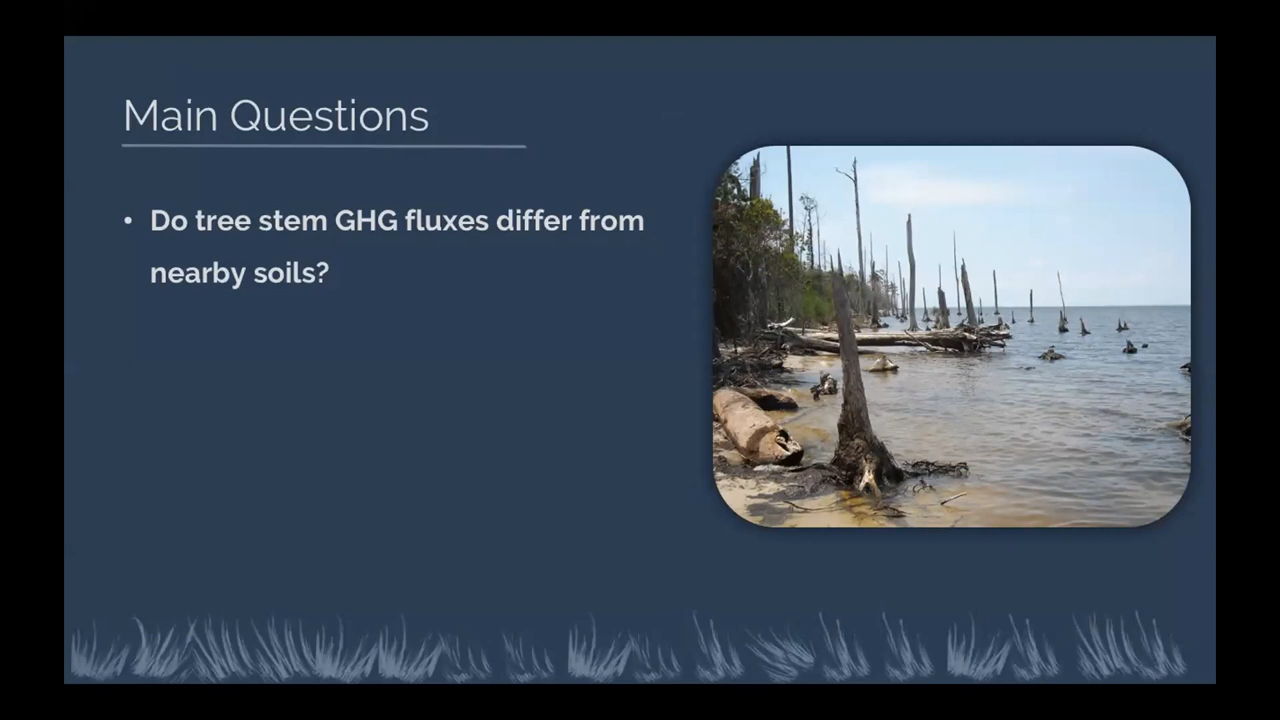 Main Questions
• Do tree stem GHG fluxes differ from
nearby soils?